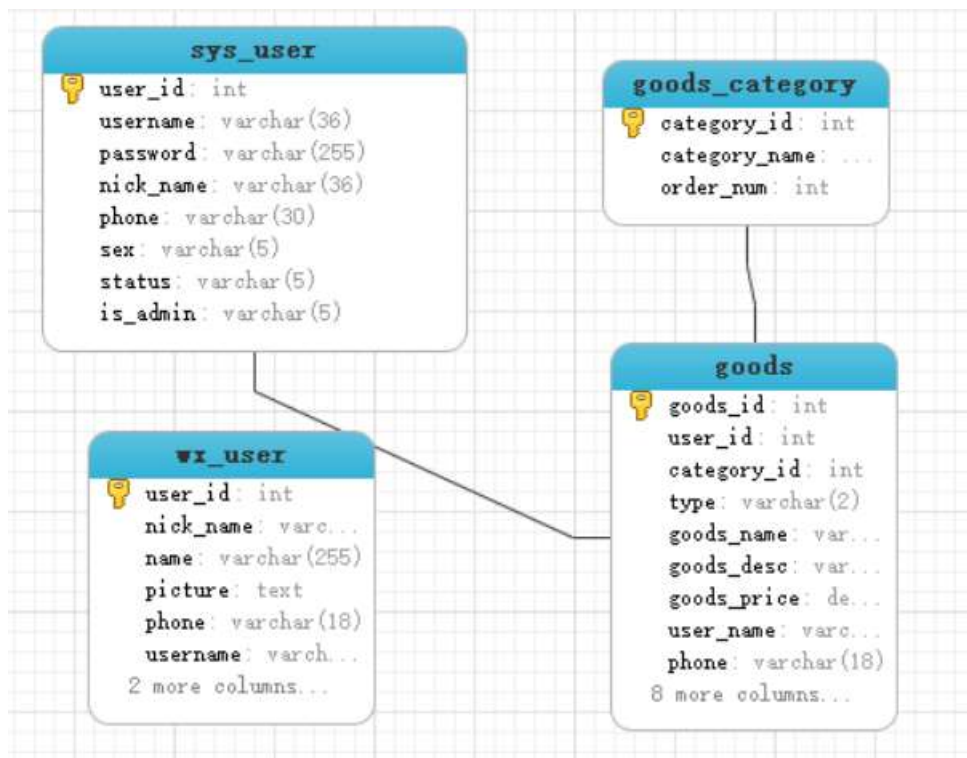 sys_user
user_id: int
username: varchar(36)
password: varchar(255)
nick_name: varchar(36)
phone: varchar(30)
sex: varchar(5)
status: varchar(5)
is_admin: varchar(5)
goods_category
category_id: int
category_name: ...
order_num: int
wx_user
user_id: int
nick_name: varc...
name: varchar(255)
picture: text
phone: varchar(18)
username: varch...
2 more columns...
goods
goods_id: int
user_id: int
category_id: int
type: varchar(2)
goods_name: var...
goods_desc: var...
goods_price: de...
user_name: varc...
phone: varchar(18)
8 more columns...